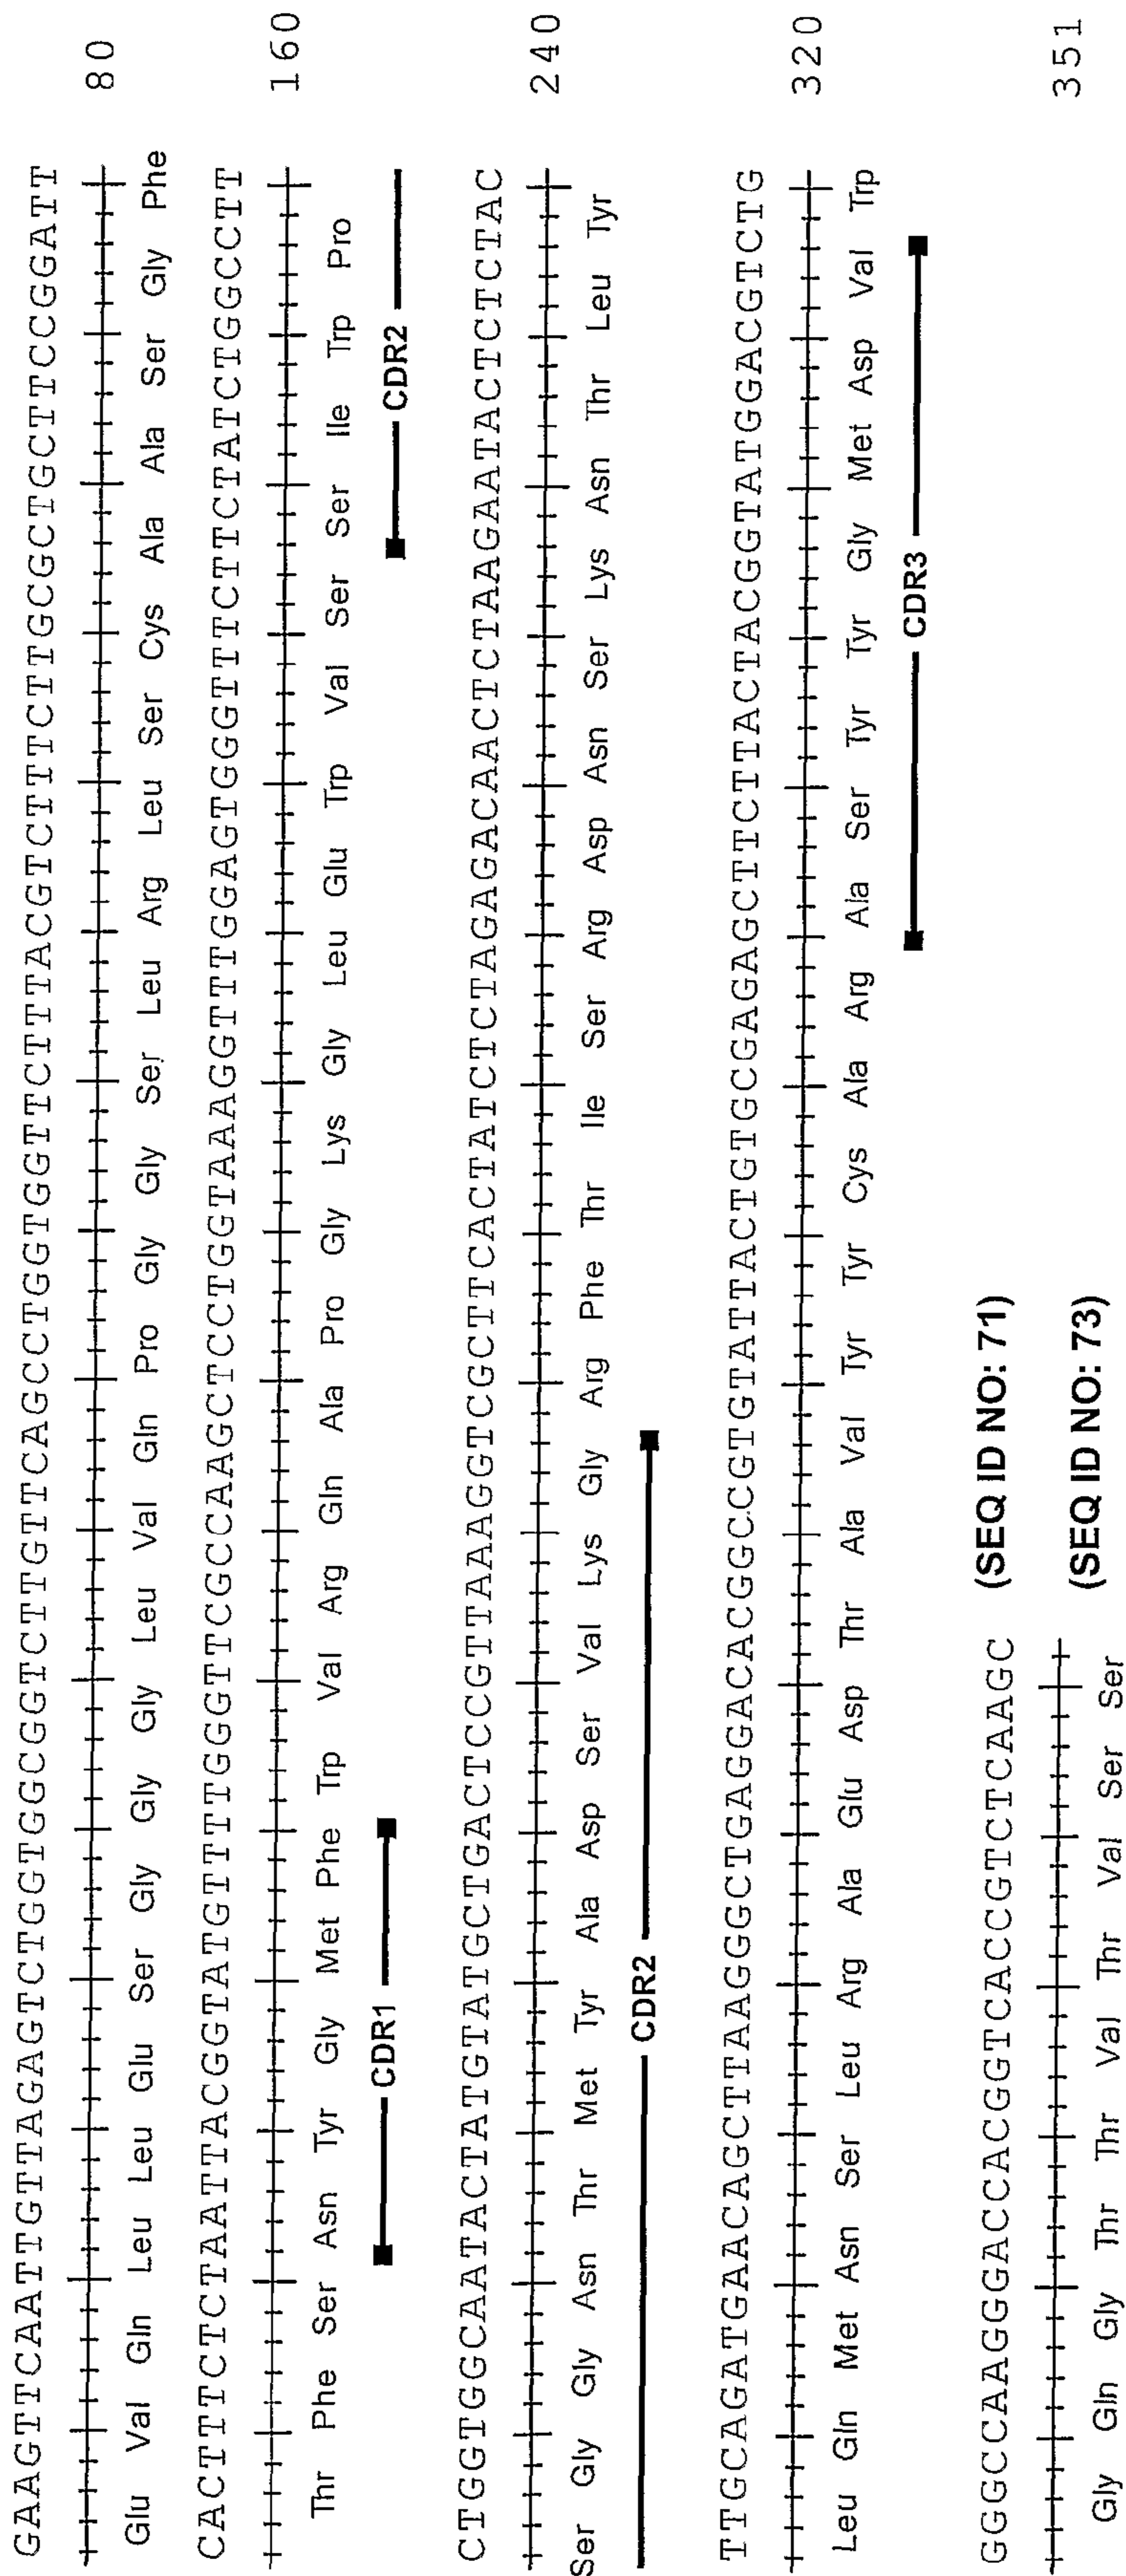 GAAGTTCAATTGTTAGAGTCTGGTGGCGGTCTTGTTCAGCCTGGTGGTTCTTTACGTCTTTCTTGCGCTGCTTCCGGATT 80
Glu Val Gln Leu Leu Glu Ser Gly Gly Gly Leu Val Gln Pro Gly Gly Ser Leu Arg Leu Ser Cys Ala Ala Ser Gly Phe
CACTTTCTCTAATTACGGTATGTTTTGGGTTCGCCAAGCTCCTGGTAAAGGTTTGGAGTGGGTTTCTTCTATCTGGCCTT 160
Thr Phe Ser Asn Tyr Gly Met Phe Trp Val Arg Gln Ala Pro Gly Lys Gly Leu Glu Trp Val Ser Ser Ile Trp Pro
CDR1 CDR2
CTGGTGGCAATACTATGTATGCTGACTCCGTTAAAGGTCGCTTCACTATCTCTAGAGACAACTCTAAGAATACTCTCTAC 240
Ser Gly Gly Asn Thr Met Tyr Ala Asp Ser Val Lys Gly Arg Phe Thr Ile Ser Arg Asp Asn Ser Lys Asn Thr Leu Tyr
CDR2
TTGCAGATGAACAGCTTAAGGGCTGAGGACACGGCCGTGTATTACTGTGCGAGAGCTTCTTACTACGGTATGGACGTCTG 320
Leu Gln Met Asn Ser Leu Arg Ala Glu Asp Thr Ala Val Tyr Tyr Cys Ala Arg Ala Ser Tyr Tyr Gly Met Asp Val Trp
CDR3
GGGCCAAGGGACCACGGTCACCGTCTCAAGC (SEQ ID NO: 71)
351
Gly Gln Gly Thr Thr Val Thr Val Ser Ser (SEQ ID NO: 73)